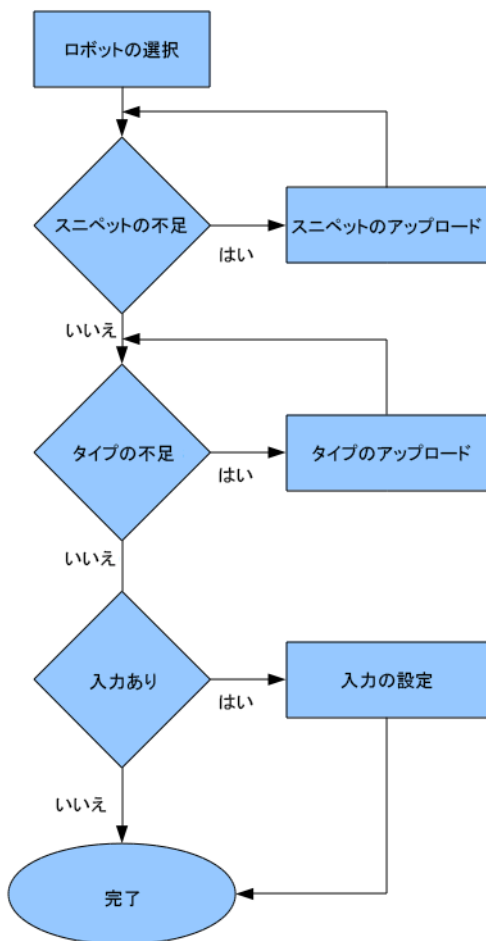 ロボットの選択
スニペットの不足
はい
スニペットのアップロード
いいえ
タイプの不足
はい
タイプのアップロード
いいえ
入力あり
はい
入力の設定
いいえ
完了